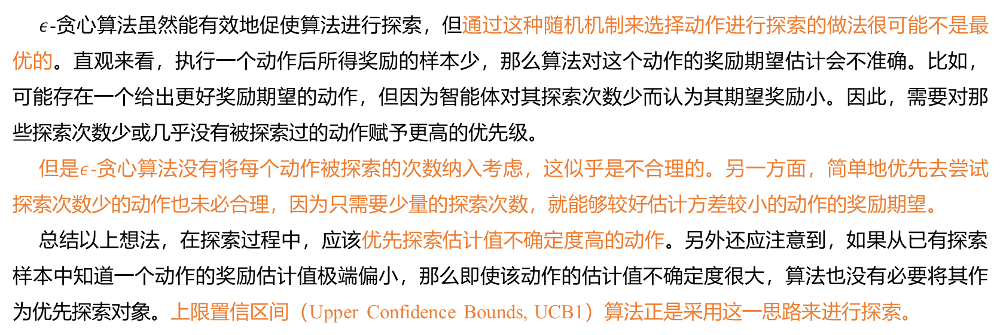 ϵ-贪心算法虽然能有效地促使算法进行探索，但通过这种随机机制来选择动作进行探索的做法很可能不是最
优的。直观来看，执行一个动作后所得奖励的样本少，那么算法对这个动作的奖励期望估计会不准确。比如，
可能存在一个给出更好奖励期望的动作，但因为智能体对其探索次数少而认为其期望奖励小。因此，需要对那
些探索次数少或几乎没有被探索过的动作赋予更高的优先级。
但是ϵ-贪心算法没有将每个动作被探索的次数纳入考虑，这似乎是不合理的。另一方面，简单地优先去尝试
探索次数少的动作也未必合理，因为只需要少量的探索次数，就能够较好估计方差较小的动作的奖励期望。
总结以上想法，在探索过程中，应该优先探索估计值不确定度高的动作。另外还应注意到，如果从已有探索
样本中知道一个动作的奖励估计值极端偏小，那么即使该动作的估计值不确定度很大，算法也没有必要将其作
为优先探索对象。上限置信区间（Upper Confidence Bounds, UCB1）算法正是采用这一思路来进行探索。